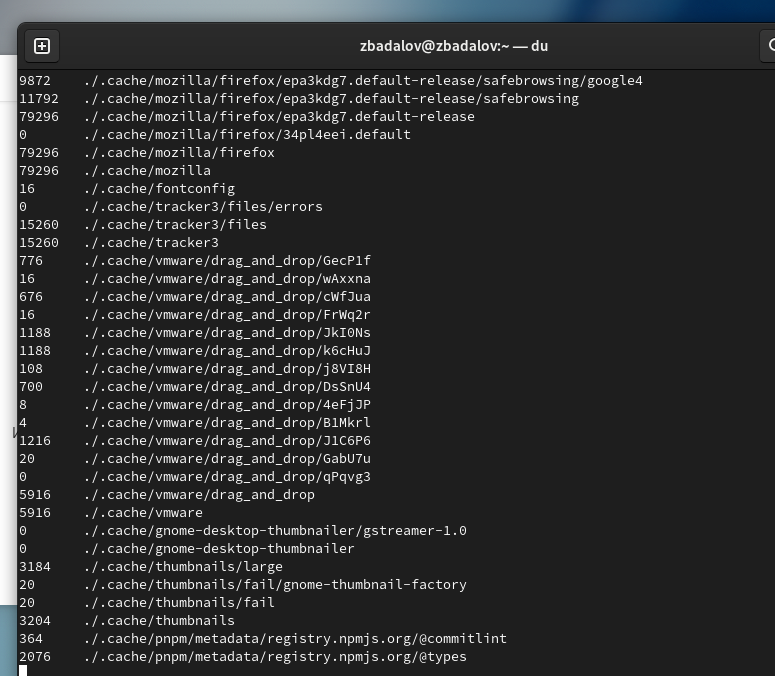 zbadalov@zbadalov:~ — du
9872 ./.cache/mozilla/firefox/epa3kdg7.default-release/safebrowsing/google4
11792 ./.cache/mozilla/firefox/epa3kdg7.default-release/safebrowsing
79296 ./.cache/mozilla/firefox/epa3kdg7.default-release
0 ./.cache/mozilla/firefox/34pl4eei.default
79296 ./.cache/mozilla/firefox
79296 ./.cache/mozilla
16 ./.cache/fontconfig
0 ./.cache/tracker3/files/errors
15260 ./.cache/tracker3/files
15260 ./.cache/tracker3
776 ./.cache/vmware/drag_and_drop/GecP1f
16 ./.cache/vmware/drag_and_drop/wAxxna
676 ./.cache/vmware/drag_and_drop/cWfJua
16 ./.cache/vmware/drag_and_drop/FrWq2r
1188 ./.cache/vmware/drag_and_drop/JkI0Ns
1188 ./.cache/vmware/drag_and_drop/k6cHuJ
108 ./.cache/vmware/drag_and_drop/j8VI8H
700 ./.cache/vmware/drag_and_drop/DsSnU4
8 ./.cache/vmware/drag_and_drop/4eFjJP
4 ./.cache/vmware/drag_and_drop/B1Mkrl
1216 ./.cache/vmware/drag_and_drop/J1C6P6
20 ./.cache/vmware/drag_and_drop/GabU7u
0 ./.cache/vmware/drag_and_drop/qPqvg3
5916 ./.cache/vmware/drag_and_drop
5916 ./.cache/vmware
0 ./.cache/gnome-desktop-thumbnailer/gstreamer-1.0
0 ./.cache/gnome-desktop-thumbnailer
3184 ./.cache/thumbnails/large
20 ./.cache/thumbnails/fail/gnome-thumbnail-factory
20 ./.cache/thumbnails/fail
3204 ./.cache/thumbnails
364 ./.cache/pnpm/metadata/registry.npmjs.org/@commitlint
2076 ./.cache/pnpm/metadata/registry.npmjs.org/@types